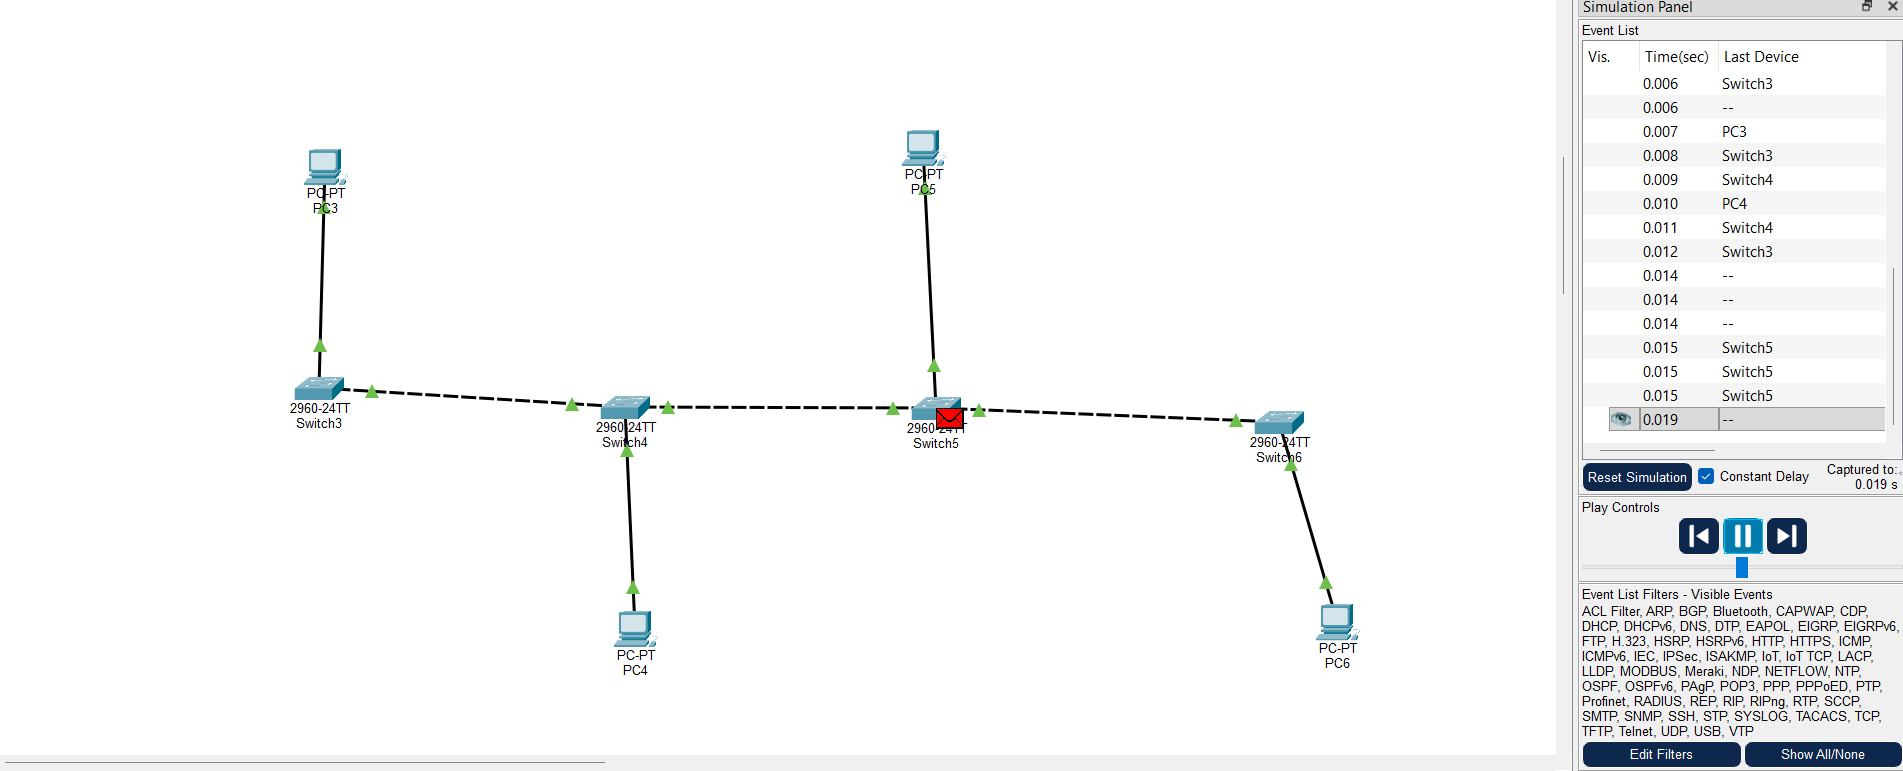 PC-PT
PC3
PC-PT
PC5
2960-24TT
Switch3
2960-24TT
Switch4
2960-24TT
Switch5
2960-24TT
Switch6
PC-PT
PC4
PC-PT
PC6
Simulation Panel
Event List
Vis. Time(sec) Last Device
0.006 Switch3
0.006 --
0.007 PC3
0.008 Switch3
0.009 Switch4
0.010 PC4
0.011 Switch4
0.012 Switch3
0.014 --
0.014 --
0.014 --
0.015 Switch5
0.015 Switch5
0.015 Switch5
0.019 --
Reset Simulation Constant Delay Captured to:
0.019 s
Play Controls
Event List Filters - Visible Events
ACL Filter, ARP, BGP, Bluetooth, CAPWAP, CDP,
DHCP, DHCPv6, DNS, DTP, EAPOL, EIGRP, EIGRPv6,
FTP, H.323, HSRP, HSRPv6, HTTP, HTTPS, ICMP,
ICMPv6, IEC, IPSec, ISAKMP, IoT, IoT TCP, LACP,
LLDP, MODBUS, Meraki, NDP, NETFLOW, NTP,
OSPF, OSPFv6, PAgP, POP3, PPP, PPPoED, PTP,
Profinet, RADIUS, REP, RIP, RIPng, RTP, SCCP,
SMTP, SNMP, SSH, STP, SYSLOG, TACACS, TCP,
TFTP, Telnet, UDP, USB, VTP
Edit Filters Show All/None